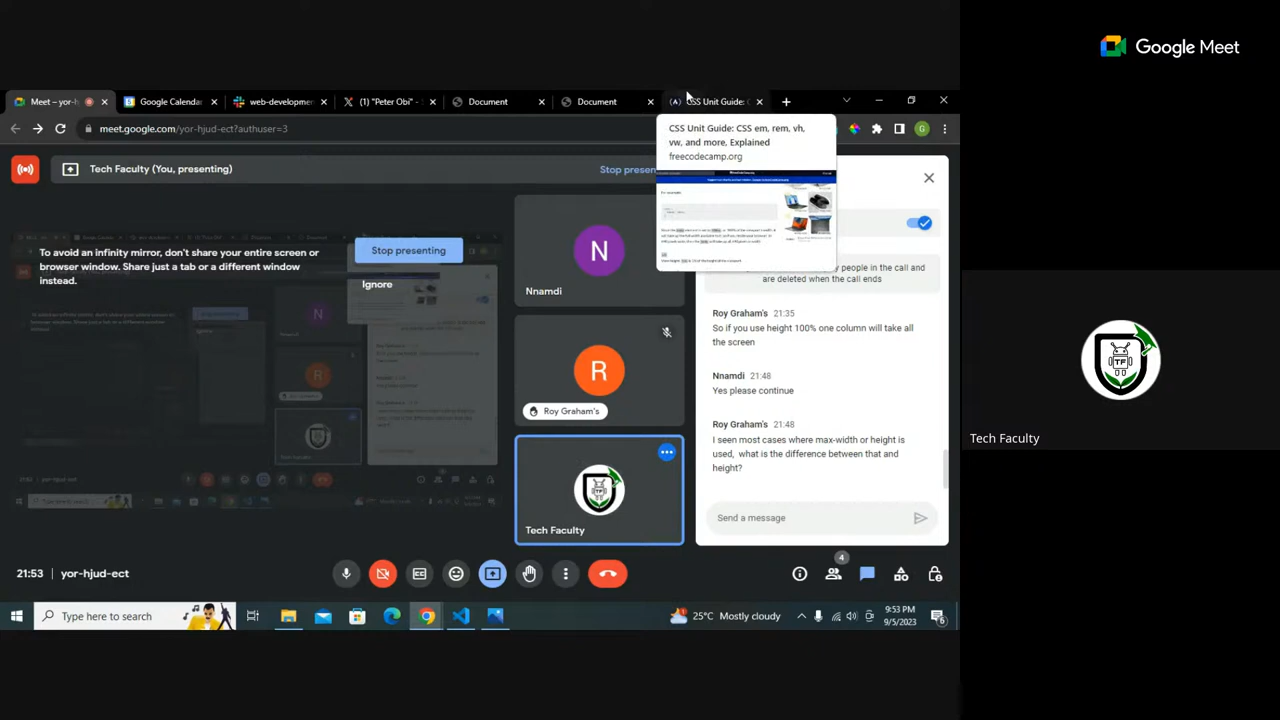 Google Meet
Meet – yor-h
Google Calenda
web-developmen
(1) "Peter Obi" -
Document
Document
CSS Unit Guide: C
meet.google.com/yor-hjud-ect?authuser=3
G
CSS Unit Guide: CSS em, rem, vh,
vw, and more, Explained
freecodecamp.org
Tech Faculty (You, presenting)
Stop presen
To avoid an infinity mirror, don't share your entire screen or
browser window. Share just a tab or a different window
instead.
Stop presenting
Ignore
N
Nnamdi
R
Roy Graham's
TF
Tech Faculty
people in the call and
are deleted when the call ends
Roy Graham's 21:35
So if you use height 100% one column will take all
the screen
Nnamdi 21:48
Yes please continue
Roy Graham's 21:48
I seen most cases where max-width or height is
used, what is the difference between that and
height?
Send a message
TF
Tech Faculty
21:53 yor-hjud-ect
4
Type here to search
25°C Mostly cloudy
9:53 PM
9/5/2023
6